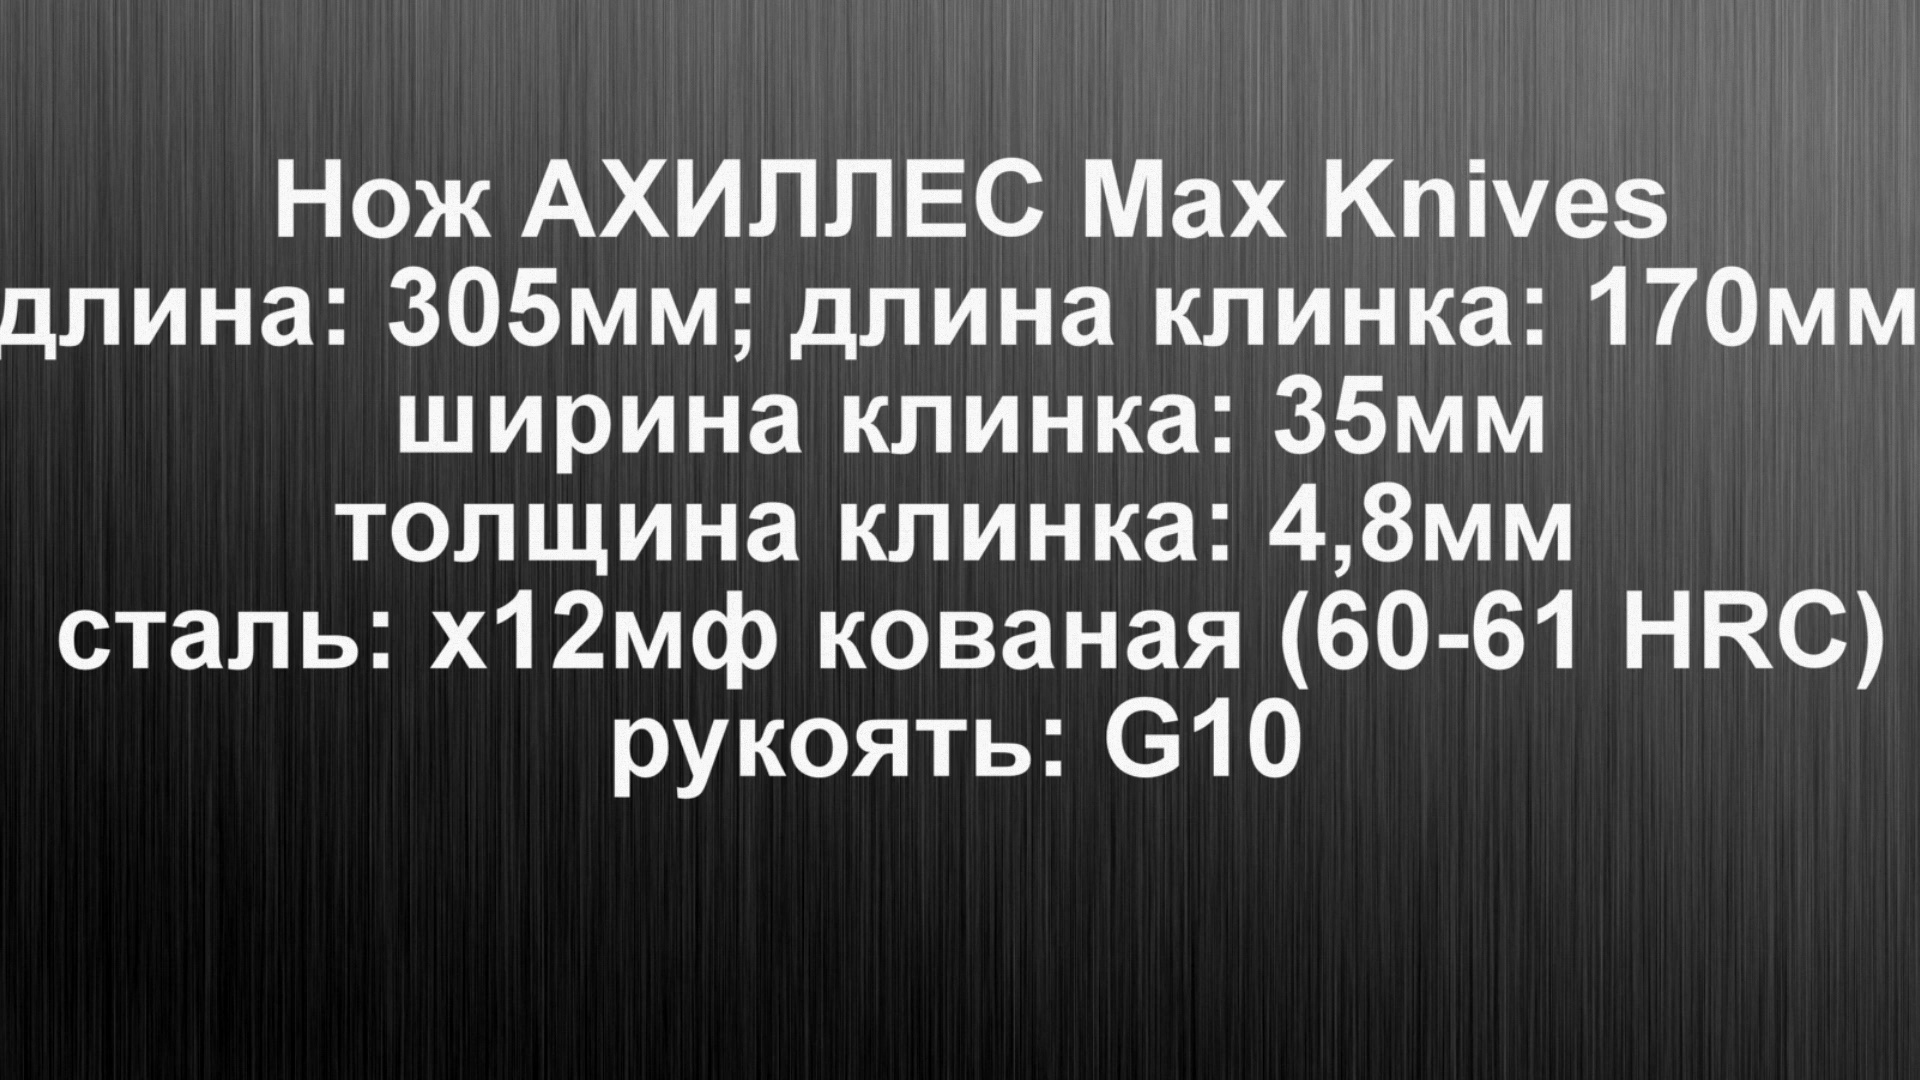 Нож АХИЛЛЕС Max Knives
длина: 305мм; длина клинка: 170мм
ширина клинка: 35мм
толщина клинка: 4,8мм
сталь: х12мф кованая (60-61 HRC)
рукоять: G10